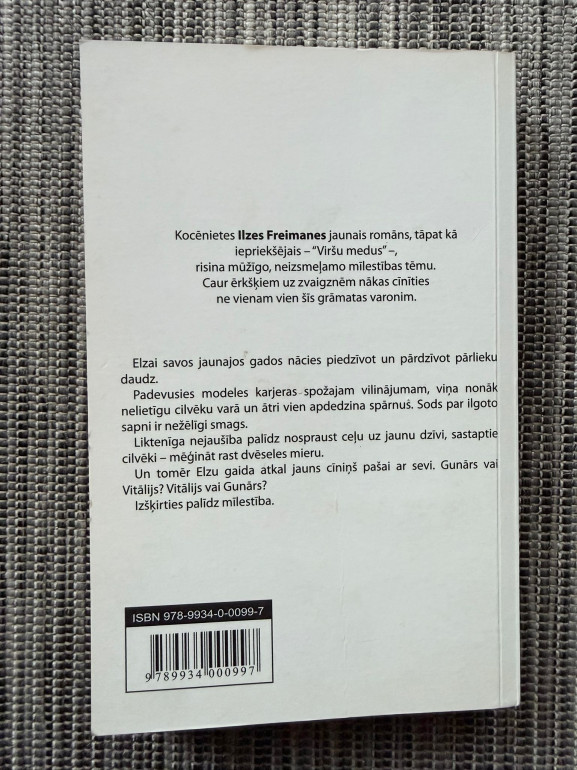 Kocēnietes Ilzes Freimanes jaunais romāns, tāpat kā
iepriekšējais – "Viršu medus" –,
risina mūžīgo, neizsmeļamo mīlestības tēmu.
Caur ērkšķiem uz zvaigznēm nākas cīnīties
ne vienam vien šīs grāmatas varonim.
Elzai savos jaunajos gados nācies piedzīvot un pārdzīvot pārlieku
daudz.
Padevusies modeles karjeras spožajam vilinājumam, viņa nonāk
nelietīgu cilvēku varā un ātri vien apdedzina spārnus. Sods par ilgoto
sapni ir nežēlīgi smags.
Liktenīga nejaušība palīdz nospraust ceļu uz jaunu dzīvi, sastaptie
cilvēki – mēģināt rast dvēseles mieru.
Un tomēr Elzu gaida atkal jauns cīniņš pašai ar sevi. Gunārs vai
Vitālijs? Vitālijs vai Gunārs?
Izšķirties palīdz mīlestība.
ISBN 978-9934-0-0099-7
9 789934 000997